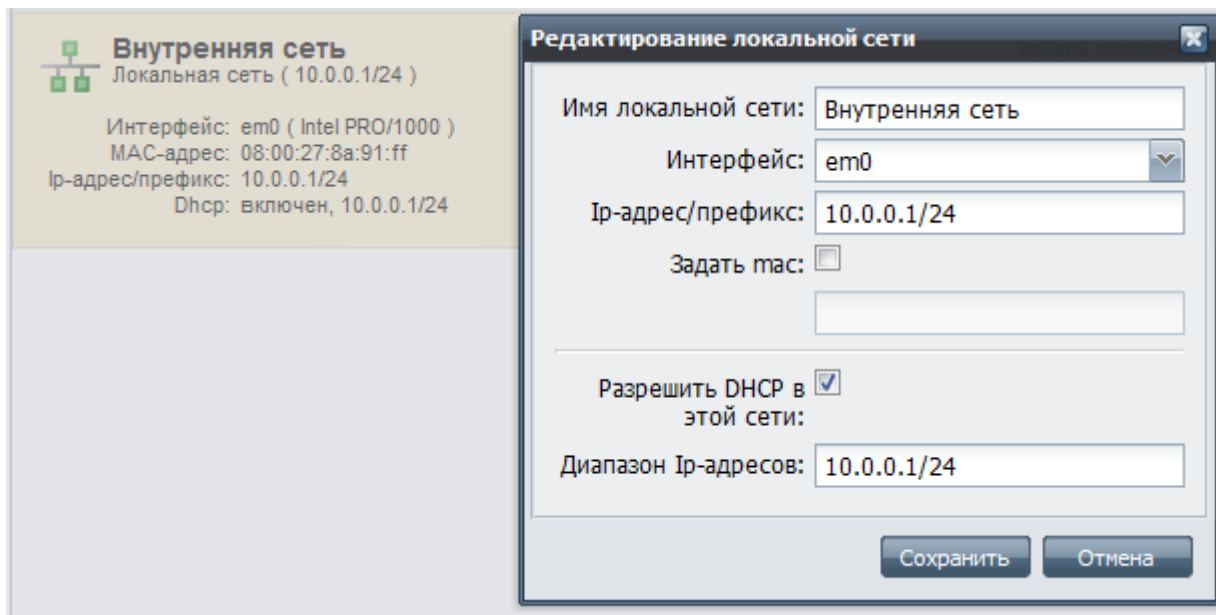 Внутренняя сеть
Локальная сеть ( 10.0.0.1/24 )
Интерфейс: em0 ( Intel PRO/1000 )
MAC-адрес: 08:00:27:8a:91:ff
Ip-адрес/префикс: 10.0.0.1/24
Dhcp: включен, 10.0.0.1/24
Редактирование локальной сети
Имя локальной сети: Внутренняя сеть
Интерфейс: em0
Ip-адрес/префикс: 10.0.0.1/24
Задать mac:
Разрешить DHCP в
этой сети:
Диапазон Ip-адресов: 10.0.0.1/24
Сохранить Отмена